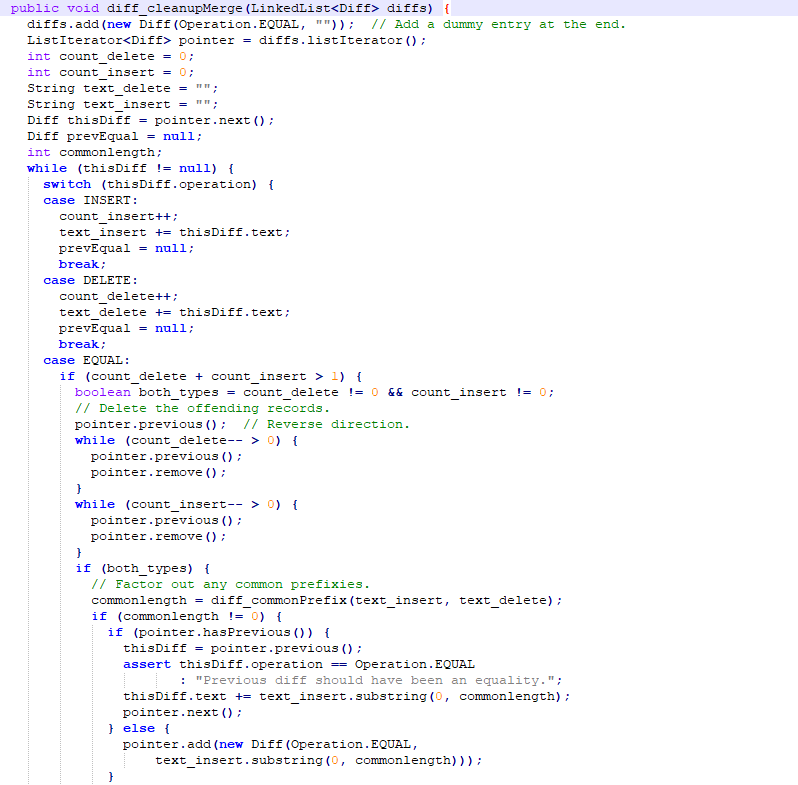 public void diff_cleanupMerge(LinkedList<Diff> diffs) {
  diffs.add(new Diff(Operation.EQUAL, ""));  // Add a dummy entry at the end.
  ListIterator<Diff> pointer = diffs.listIterator();
  int count_delete = 0;
  int count_insert = 0;
  String text_delete = "";
  String text_insert = "";
  Diff thisDiff = pointer.next();
  Diff prevEqual = null;
  int commonlength;
  while (thisDiff != null) {
    switch (thisDiff.operation) {
    case INSERT:
      count_insert++;
      text_insert += thisDiff.text;
      prevEqual = null;
      break;
    case DELETE:
      count_delete++;
      text_delete += thisDiff.text;
      prevEqual = null;
      break;
    case EQUAL:
      if (count_delete + count_insert > 1) {
        boolean both_types = count_delete != 0 && count_insert != 0;
        // Delete the offending records.
        pointer.previous();  // Reverse direction.
        while (count_delete-- > 0) {
          pointer.previous();
          pointer.remove();
        }
        while (count_insert-- > 0) {
          pointer.previous();
          pointer.remove();
        }
        if (both_types) {
          // Factor out any common prefixies.
          commonlength = diff_commonPrefix(text_insert, text_delete);
          if (commonlength != 0) {
            if (pointer.hasPrevious()) {
              thisDiff = pointer.previous();
              assert thisDiff.operation == Operation.EQUAL
                     : "Previous diff should have been an equality.";
              thisDiff.text += text_insert.substring(0, commonlength);
              pointer.next();
            } else {
              pointer.add(new Diff(Operation.EQUAL,
                  text_insert.substring(0, commonlength)));
            }